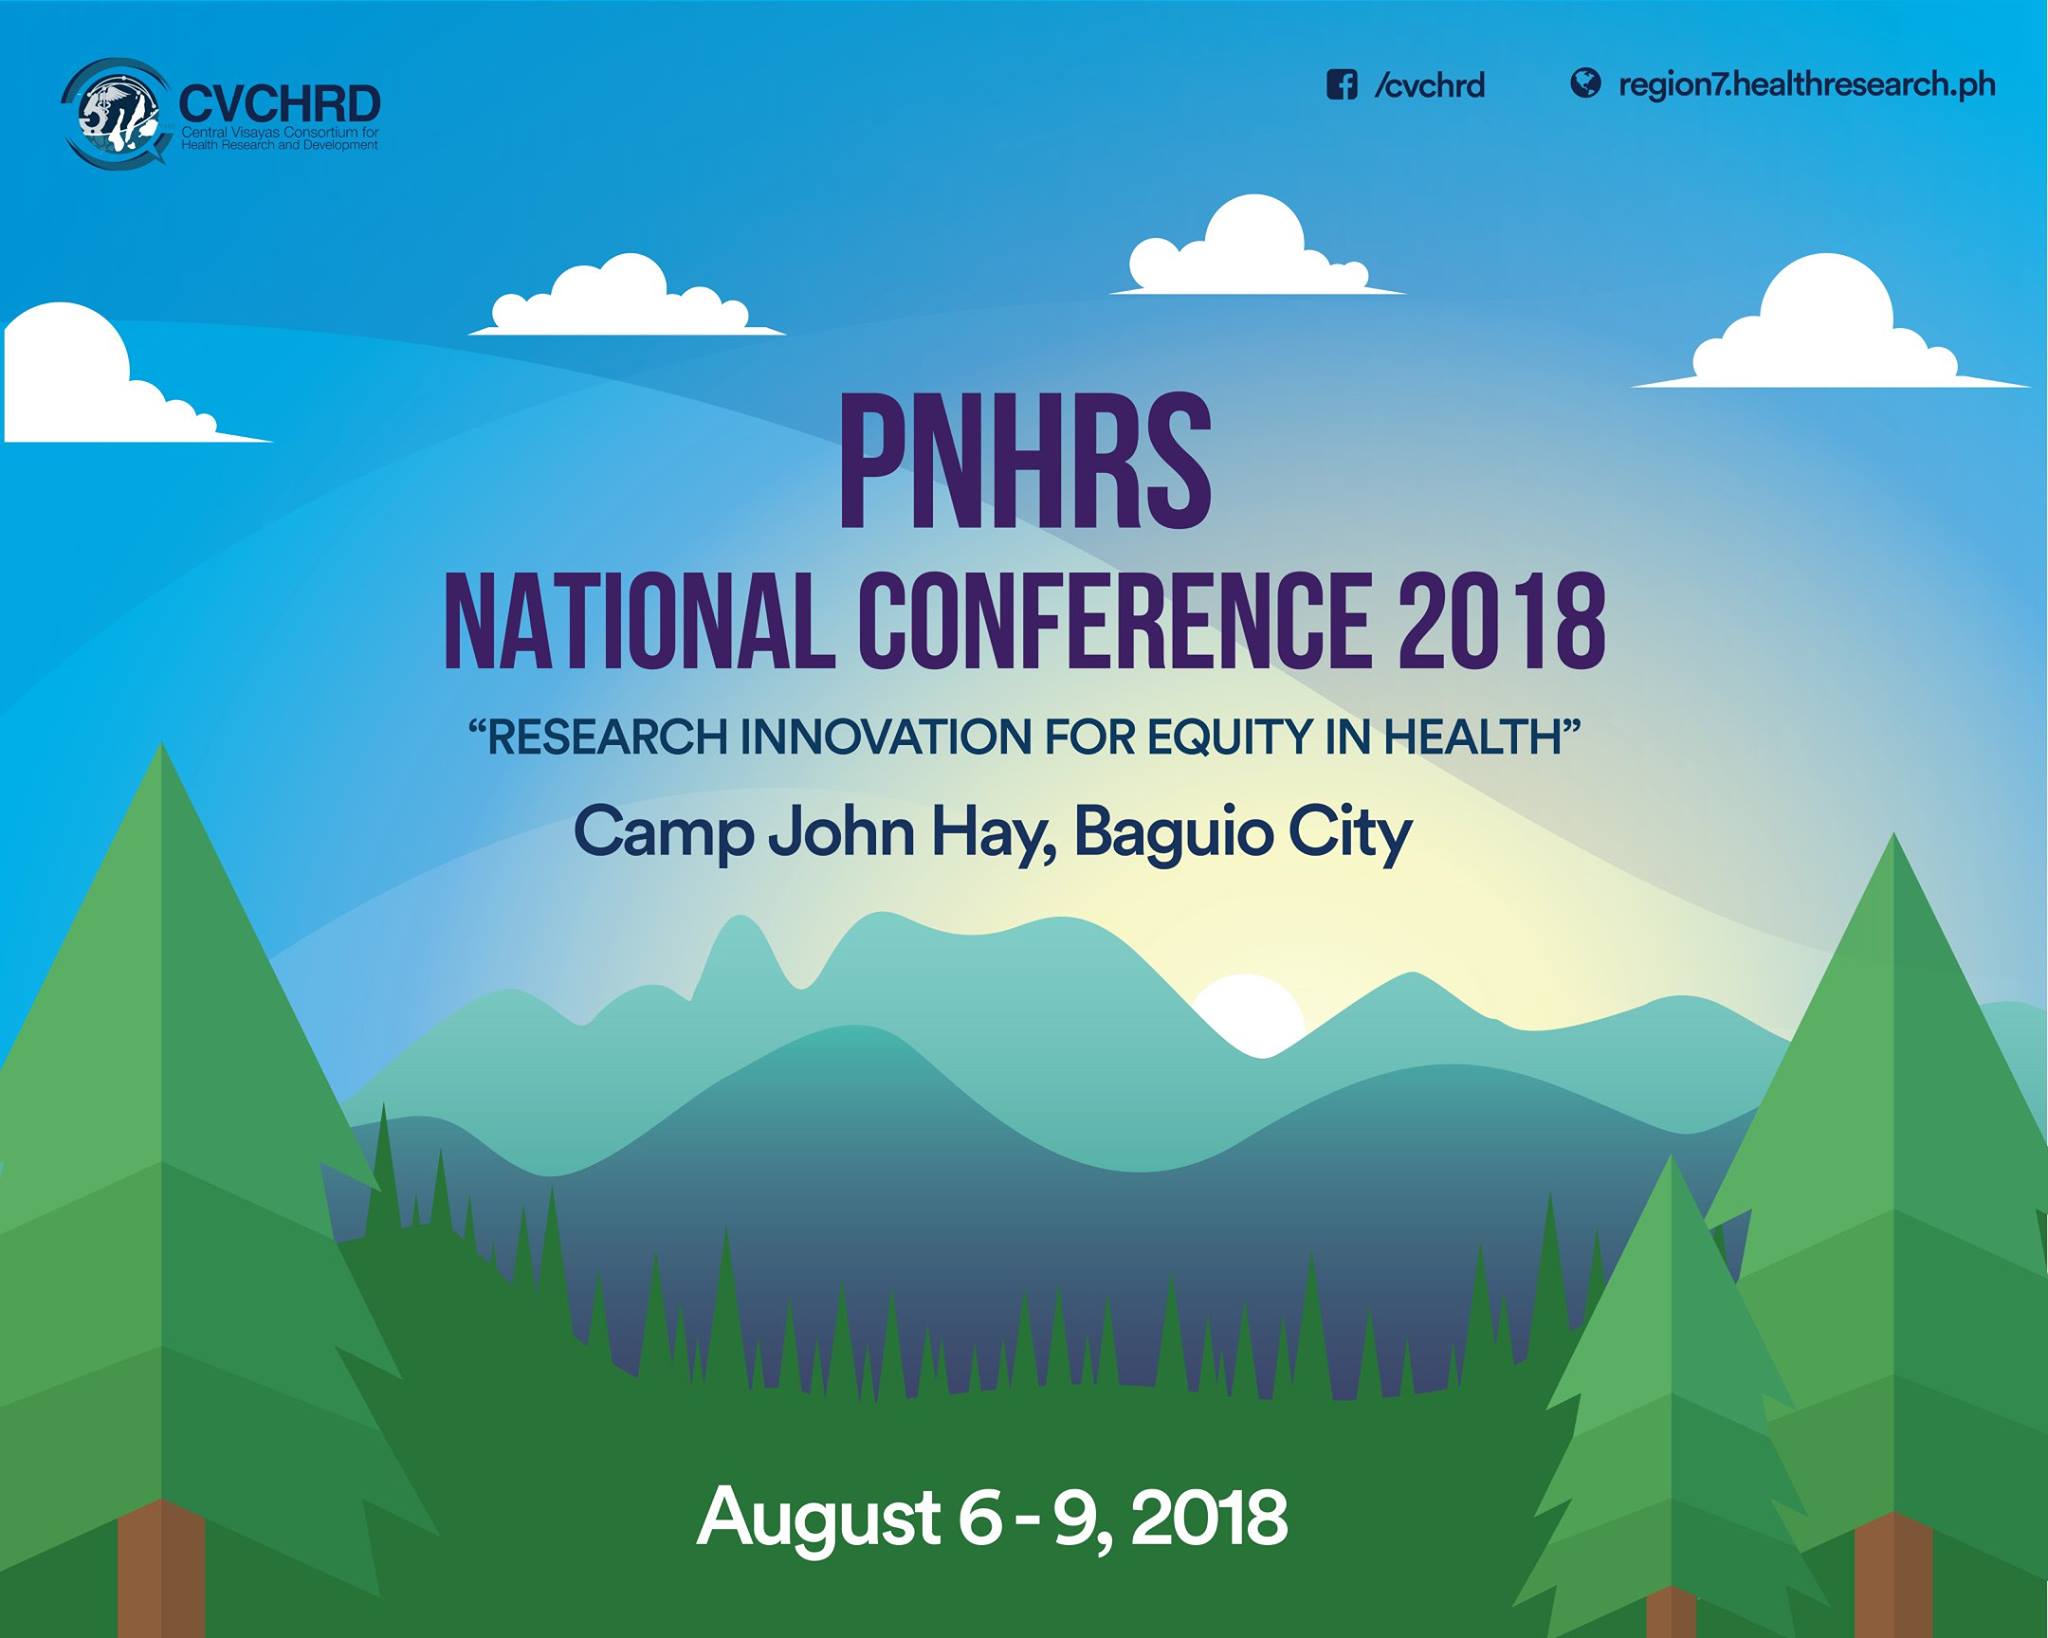 CVCHRD
Central Visayas Consortium for
Health Research and Development
/cvchrd
region7.healthresearch.ph
PNHRS
NATIONAL CONFERENCE 2018
“RESEARCH INNOVATION FOR EQUITY IN HEALTH”
Camp John Hay, Baguio City
August 6 - 9, 2018